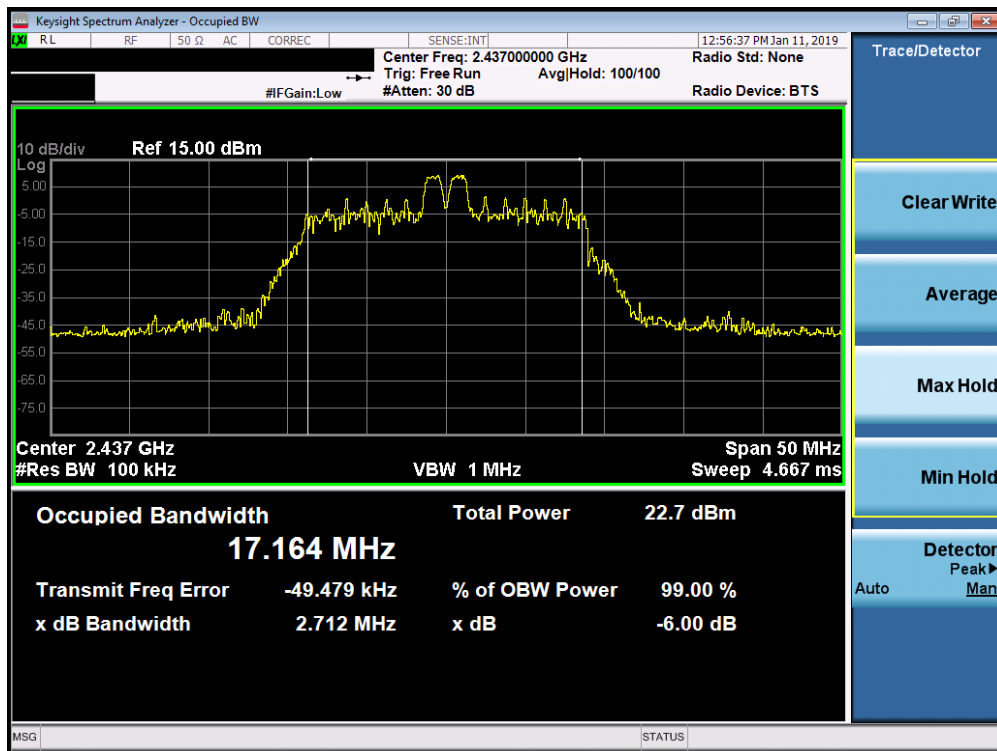 Keysight Spectrum Analyzer - Occupied BW
LXI RL RF 50 Ω AC CORREC SENSE:INT 12:56:37 PM Jan 11, 2019
Center Freq: 2.437000000 GHz Radio Std: None
Trig: Free Run Avg|Hold: 100/100
#IFGain:Low #Atten: 30 dB Radio Device: BTS
Trace/Detector
10 dB/div Ref 15.00 dBm
Log
5.00
-5.00
-15.0
-25.0
-35.0
-45.0
-55.0
-65.0
-75.0
Center 2.437 GHz Span 50 MHz
#Res BW 100 kHz VBW 1 MHz Sweep 4.667 ms
Occupied Bandwidth Total Power 22.7 dBm
17.164 MHz
Transmit Freq Error -49.479 kHz % of OBW Power 99.00 %
x dB Bandwidth 2.712 MHz x dB -6.00 dB
Clear Write
Average
Max Hold
Min Hold
Detector
Peak▶
Auto Man
MSG STATUS